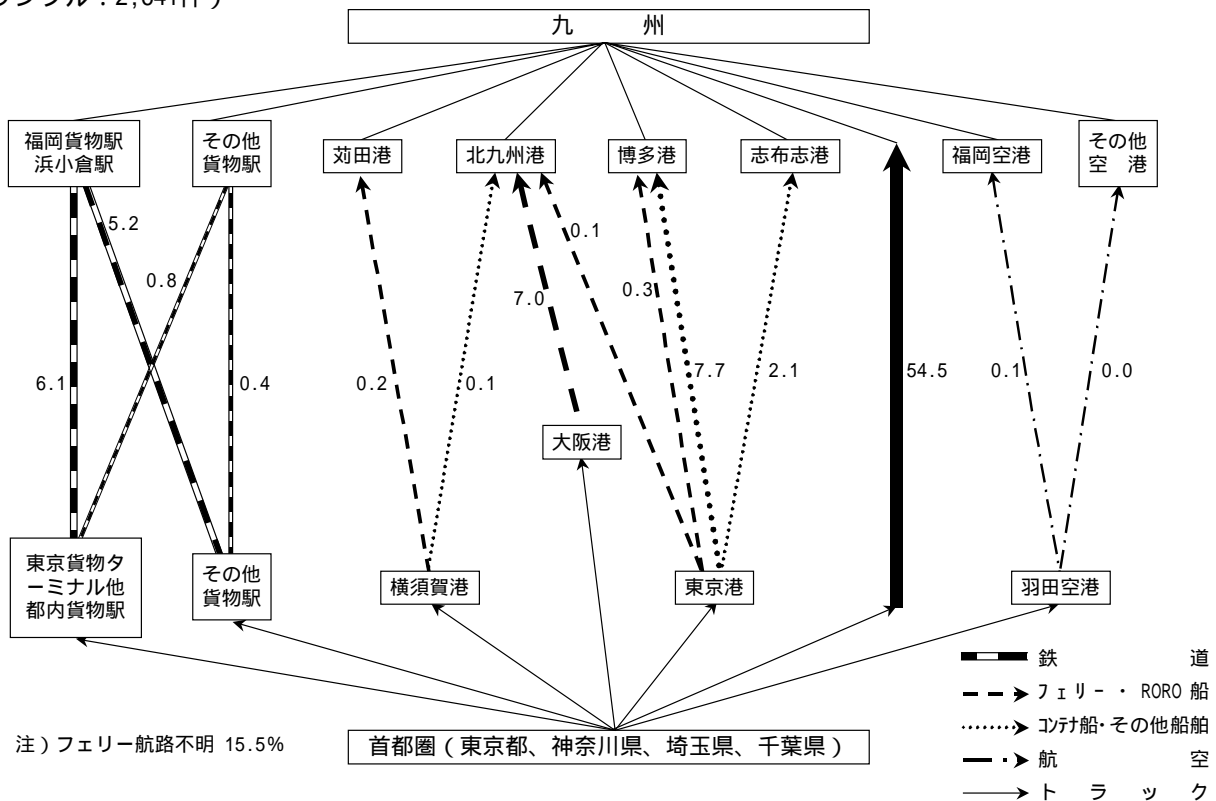 九 州
福岡貨物駅
浜小倉駅
その他
貨物駅
苅田港
北九州港
博多港
志布志港
福岡空港
その他
空 港
5.2
0.8
6.1
0.4
0.2
0.1
7.0
0.1
0.3
7.7
2.1
54.5
0.1
0.0
大阪港
東京貨物タ
ーミナル他
都内貨物駅
その他
貨物駅
横須賀港
東京港
羽田空港
注）フェリー航路不明 15.5%
首都圏（東京都、神奈川県、埼玉県、千葉県）
鉄 道
フェリー・RORO 船
コンテナ船・その他船舶
航 空
ト ラ ッ ク